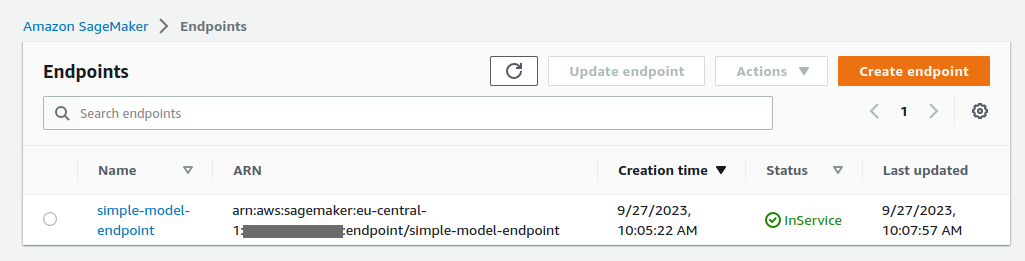 Amazon SageMaker > Endpoints
Endpoints
Update endpoint
Actions
Create endpoint
Search endpoints
1
Name
ARN
Creation time
Status
Last updated
simple-model-
endpoint
arn:aws:sagemaker:eu-central-
1: :endpoint/simple-model-endpoint
9/27/2023,
10:05:22 AM
InService
9/27/2023,
10:07:57 AM